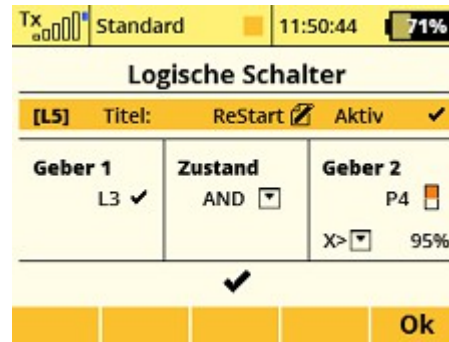 Tx Standard 11:50:44 71%
Logische Schalter
[L5] Titel: ReStart Aktiv
Geber 1 Zustand Geber 2
L3 AND P4
X> 95%
Ok